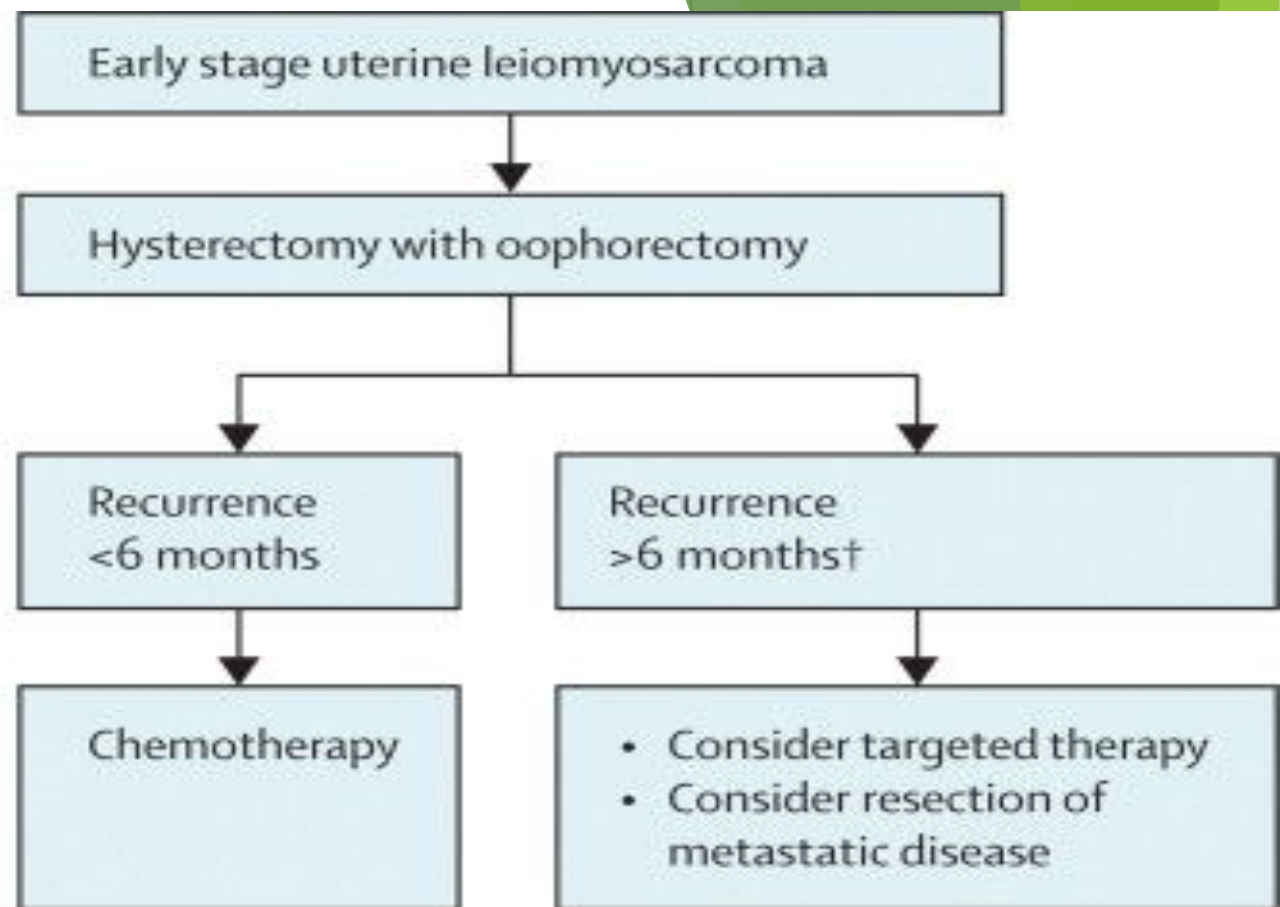 Early stage uterine leiomyosarcoma
Hysterectomy with oophorectomy
Recurrence
<6 months
Recurrence
>6 months†
Chemotherapy
• Consider targeted therapy
• Consider resection of
metastatic disease